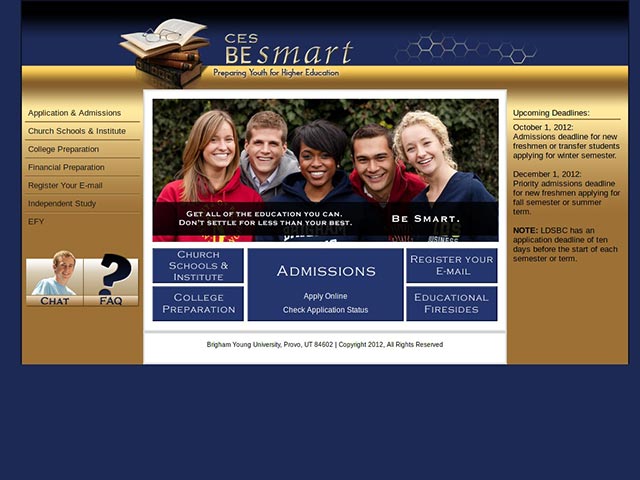 CES
BE smart
Preparing Youth for Higher Education
Application & Admissions
Church Schools & Institute
College Preparation
Financial Preparation
Register Your E-mail
Independent Study
EFY
Chat
FAQ
Get all of the education you can.
Don't settle for less than your best.
Be Smart.
Church
Schools &
Institute
College
Preparation
Admissions
Apply Online
Check Application Status
Register your
E-mail
Educational
Firesides
Upcoming Deadlines:
October 1, 2012:
Admissions deadline for new
freshmen or transfer students
applying for winter semester.
December 1, 2012:
Priority admissions deadline
for new freshmen applying for
fall semester or summer
term.
NOTE: LDSBC has an
application deadline of ten
days before the start of each
semester or term.
Brigham Young University, Provo, UT 84602 | Copyright 2012, All Rights Reserved